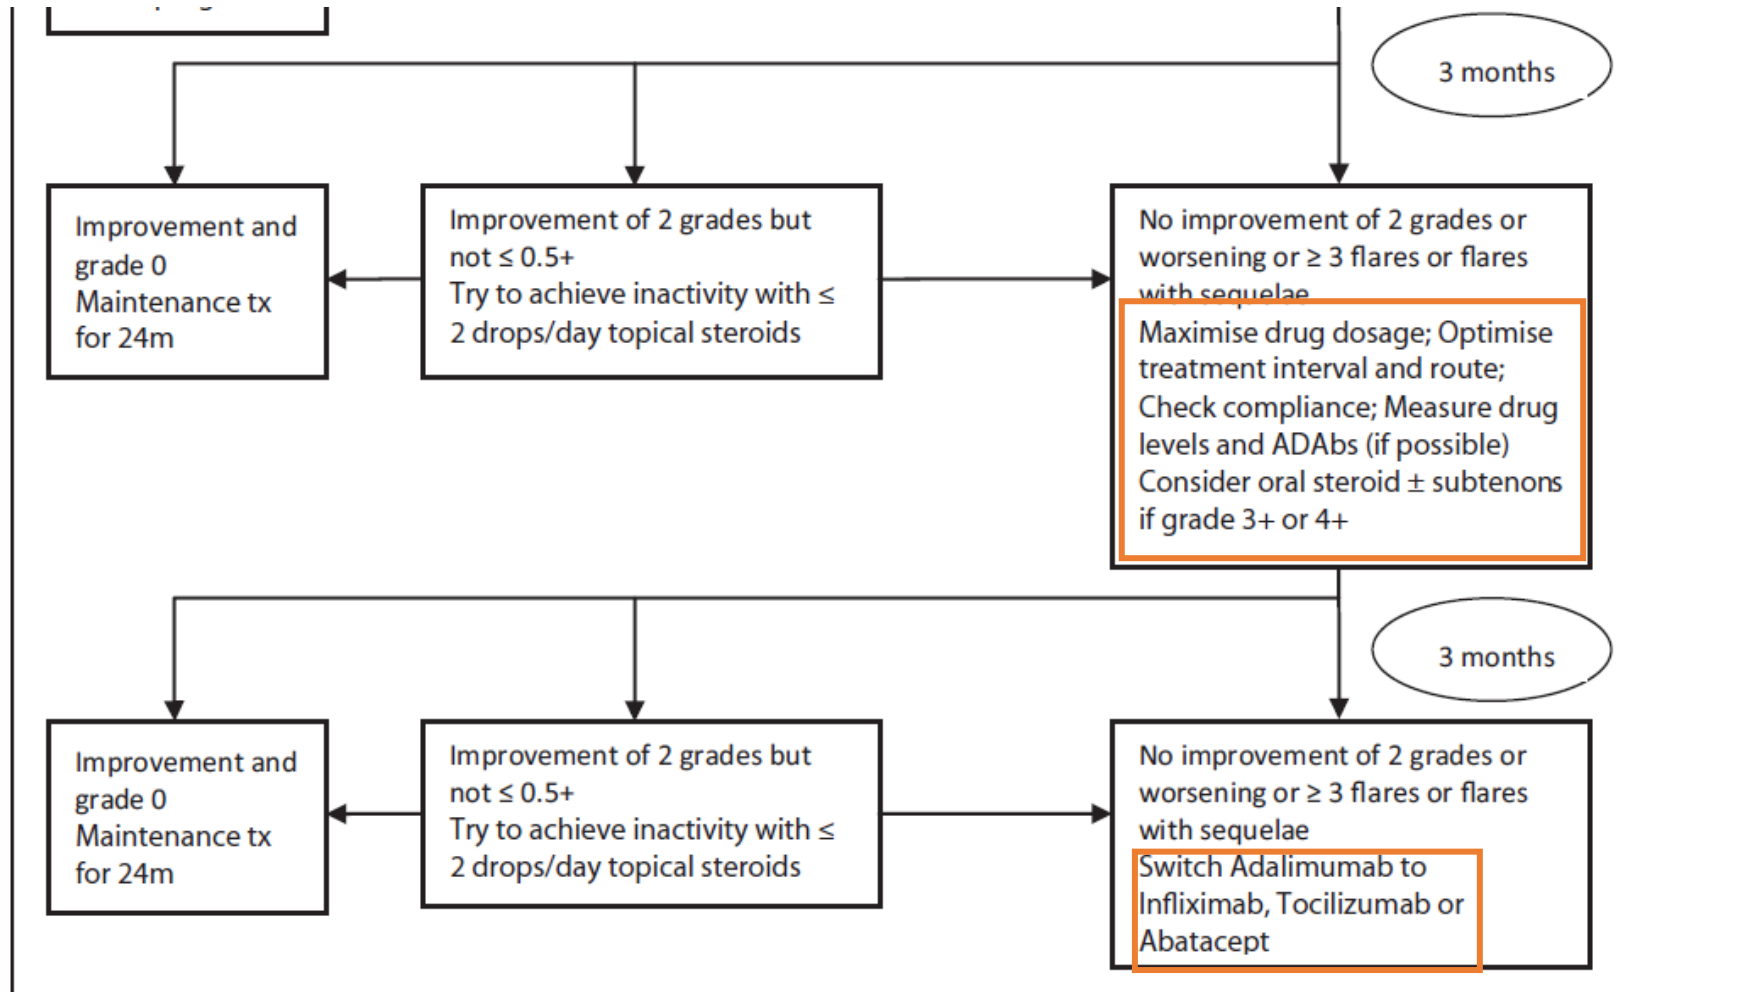 3 months
Improvement and
grade 0
Maintenance tx
for 24m
Improvement of 2 grades but
not ≤ 0.5+
Try to achieve inactivity with ≤
2 drops/day topical steroids
No improvement of 2 grades or
worsening or ≥ 3 flares or flares
with sequelae
Maximise drug dosage; Optimise
treatment interval and route;
Check compliance; Measure drug
levels and ADAbs (if possible)
Consider oral steroid ± subtenons
if grade 3+ or 4+
3 months
Improvement and
grade 0
Maintenance tx
for 24m
Improvement of 2 grades but
not ≤ 0.5+
Try to achieve inactivity with ≤
2 drops/day topical steroids
No improvement of 2 grades or
worsening or ≥ 3 flares or flares
with sequelae
Switch Adalimumab to
Infliximab, Tocilizumab or
Abatacept